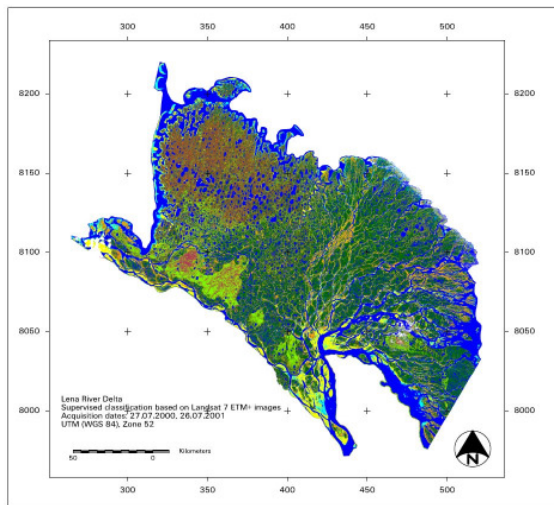 300 350 400 450 500
8200 8200
8150 8150
8100 8100
8050 8050
8000 8000
Lena River Delta
Supervised classification based on Landsat 7 ETM+ images
Acquisition dates: 27.07.2000, 26.07.2001
UTM (WGS 84), Zone 52
50 0 Kilometers
N
300 350 400 450 500